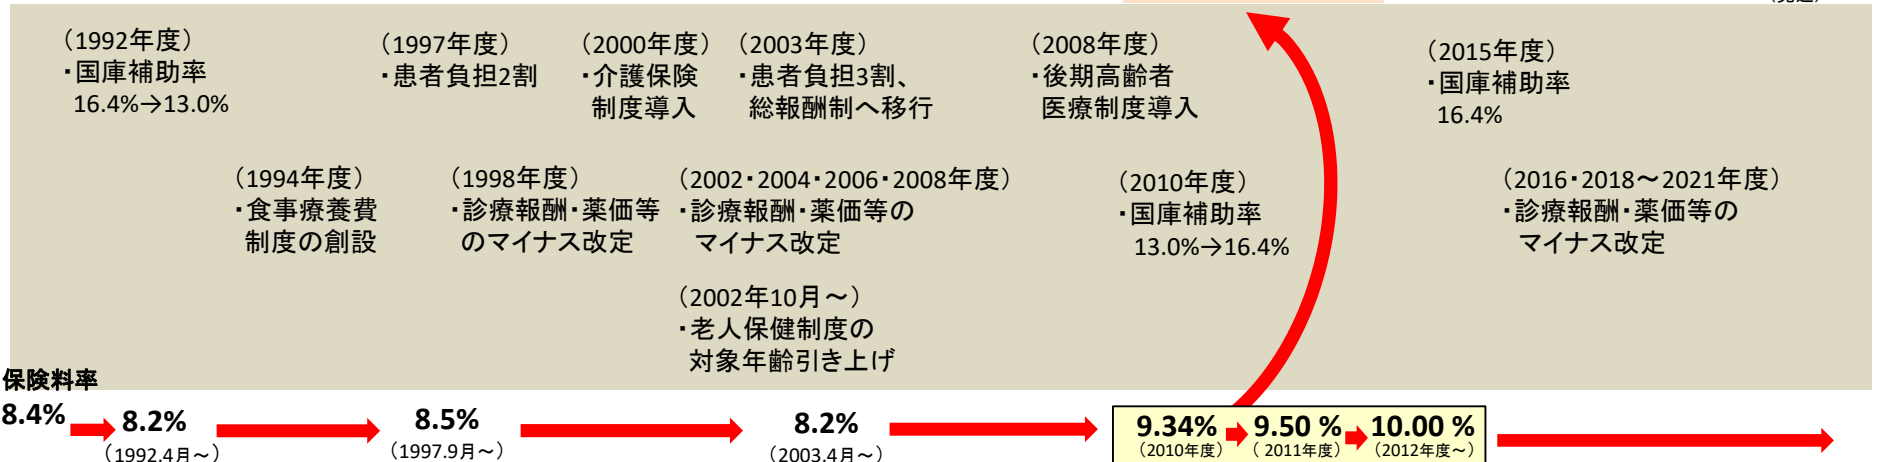 （1992年度）
・国庫補助率
16.4%→13.0%
（1997年度）
・患者負担2割
（2000年度）
・介護保険
制度導入
（2003年度）
・患者負担3割、
総報酬制へ移行
（2008年度）
・後期高齢者
医療制度導入
（2015年度）
・国庫補助率
16.4%
（1994年度）
・食事療養費
制度の創設
（1998年度）
・診療報酬・薬価等
のマイナス改定
（2002・2004・2006・2008年度）
・診療報酬・薬価等の
マイナス改定
（2002年10月～）
・老人保健制度の
対象年齢引き上げ
（2010年度）
・国庫補助率
13.0%→16.4%
（2016・2018～2021年度）
・診療報酬・薬価等の
マイナス改定
保険料率
8.4%
8.2%
（1992.4月～）
8.5%
（1997.9月～）
8.2%
（2003.4月～）
9.34%
（2010年度）
9.50 %
（ 2011年度）
10.00 %
（2012年度～）